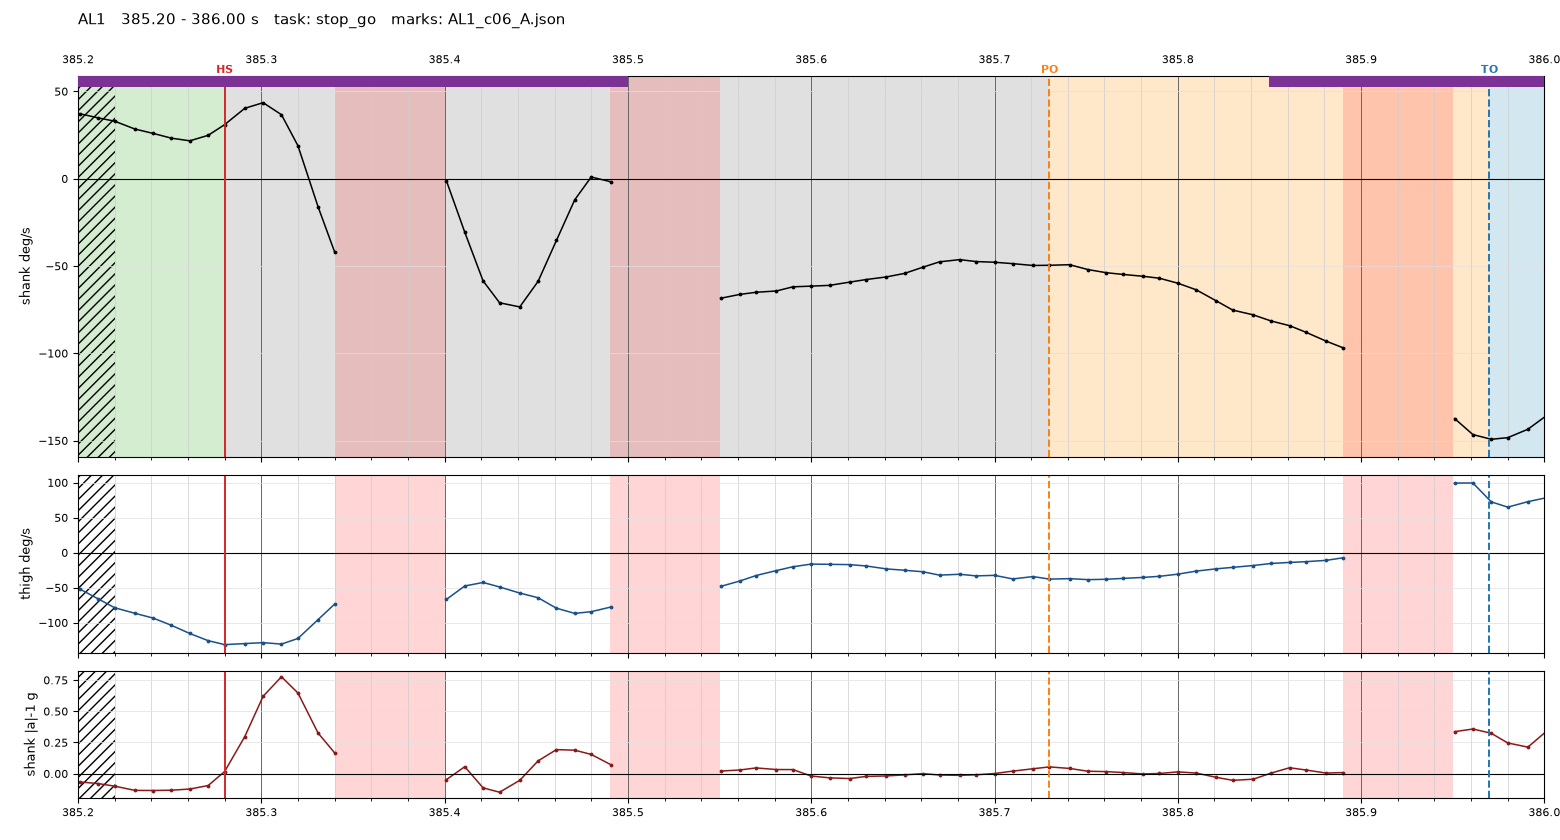 AL1   385.20 - 386.00 s   task: stop_go   marks: AL1_c06_A.json
385.2 385.3 385.4 385.5 385.6 385.7 385.8 385.9 386.0
HS PO TO
50
0
−50
−100
−150
shank deg/s
100
50
0
−50
−100
thigh deg/s
0.75
0.50
0.25
0.00
shank |a|-1 g
385.2 385.3 385.4 385.5 385.6 385.7 385.8 385.9 386.0